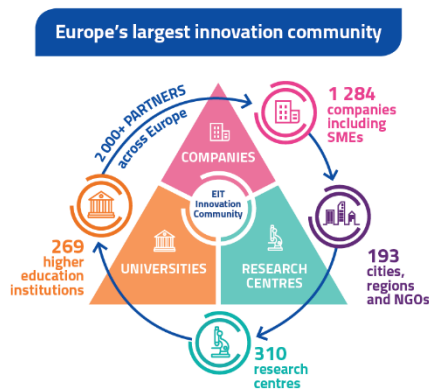 Europe's largest innovation community
2 000+ PARTNERS
across Europe
1 284
companies
including
SMEs
COMPANIES
EIT
Innovation
Community
269
higher
education
institutions
UNIVERSITIES
RESEARCH
CENTRES
193
cities,
regions
and NGOs
310
research
centres